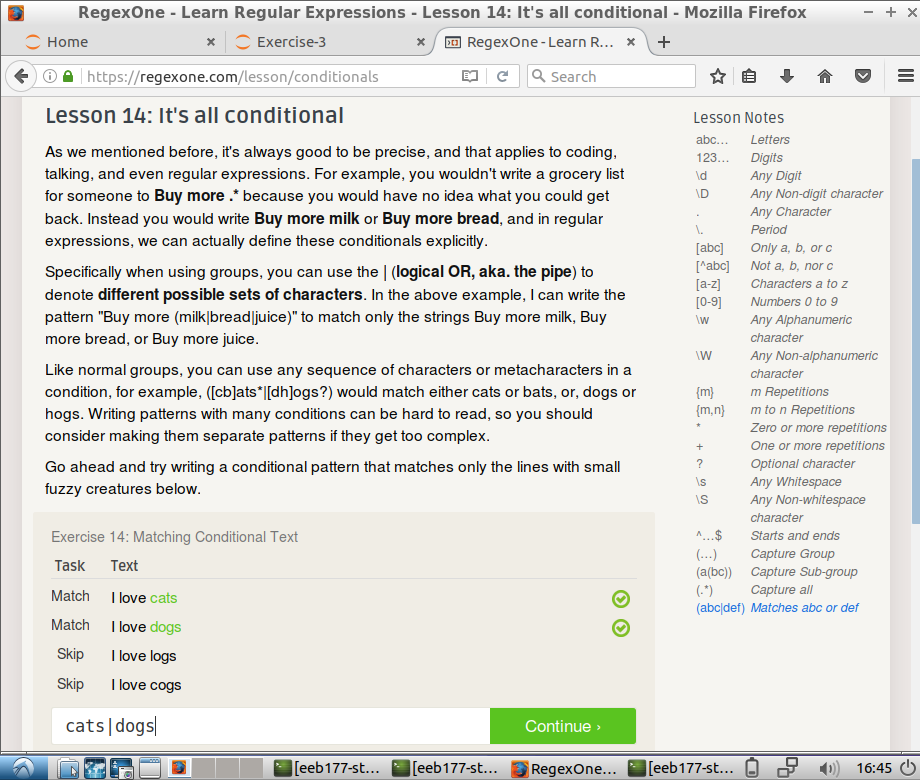 RegexOne - Learn Regular Expressions - Lesson 14: It's all conditional - Mozilla Firefox
Home × Exercise-3 × RegexOne - Learn R... × +
https://regexone.com/lesson/conditionals Search
Lesson 14: It's all conditional
As we mentioned before, it's always good to be precise, and that applies to coding,
talking, and even regular expressions. For example, you wouldn't write a grocery list
for someone to Buy more .* because you would have no idea what you could get
back. Instead you would write Buy more milk or Buy more bread, and in regular
expressions, we can actually define these conditionals explicitly.
Specifically when using groups, you can use the | (logical OR, aka. the pipe) to
denote different possible sets of characters. In the above example, I can write the
pattern "Buy more (milk|bread|juice)" to match only the strings Buy more milk, Buy
more bread, or Buy more juice.
Like normal groups, you can use any sequence of characters or metacharacters in a
condition, for example, ([cb]ats*|[dh]ogs?) would match either cats or bats, or, dogs or
hogs. Writing patterns with many conditions can be hard to read, so you should
consider making them separate patterns if they get too complex.
Go ahead and try writing a conditional pattern that matches only the lines with small
fuzzy creatures below.
Exercise 14: Matching Conditional Text
Task Text
Match I love cats
Match I love dogs
Skip I love logs
Skip I love cogs
cats|dogs Continue ›
Lesson Notes
abc... Letters
123... Digits
\d Any Digit
\D Any Non-digit character
. Any Character
\. Period
[abc] Only a, b, or c
[^abc] Not a, b, nor c
[a-z] Characters a to z
[0-9] Numbers 0 to 9
\w Any Alphanumeric
character
\W Any Non-alphanumeric
character
{m} m Repetitions
{m,n} m to n Repetitions
* Zero or more repetitions
+ One or more repetitions
? Optional character
\s Any Whitespace
\S Any Non-whitespace
character
^...$ Starts and ends
(...) Capture Group
(a(bc)) Capture Sub-group
(.*) Capture all
(abc|def) Matches abc or def
[eeb177-st... [eeb177-st... RegexOne... [eeb177-st... 16:45